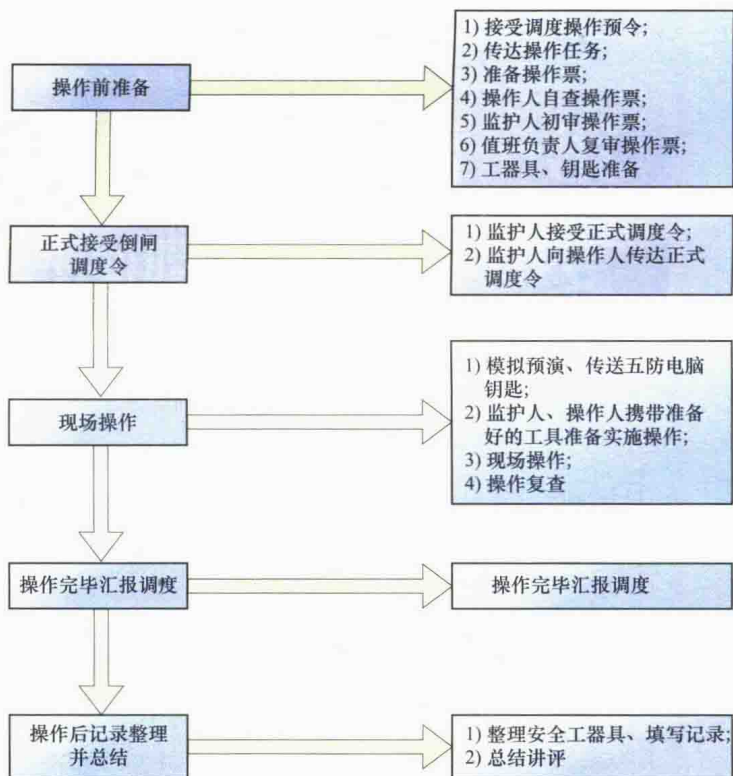 操作前准备
1) 接受调度操作预令;
2) 传达操作任务;
3) 准备操作票;
4) 操作人自查操作票;
5) 监护人初审操作票;
6) 值班负责人复审操作票;
7) 工器具、钥匙准备
正式接受倒闸
调度令
1) 监护人接受正式调度令;
2) 监护人向操作人传达正式
调度令
现场操作
1) 模拟预演、传送五防电脑
钥匙;
2) 监护人、操作人携带准备
好的工具准备实施操作;
3) 现场操作;
4) 操作复查
操作完毕汇报调度
操作完毕汇报调度
操作后记录整理
并总结
1) 整理安全工器具、填写记录;
2) 总结讲评